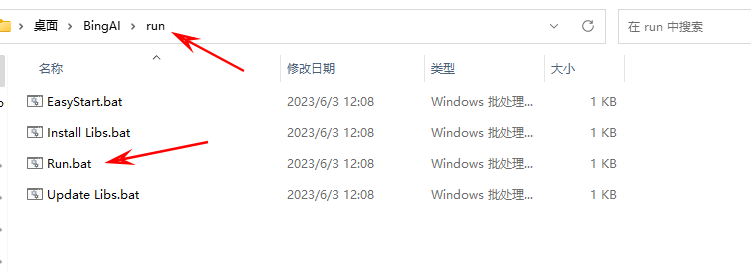 桌面 > BingAI > run
在 run 中搜索
名称 修改日期 类型 大小
EasyStart.bat 2023/6/3 12:08 Windows 批处理... 1 KB
Install Libs.bat 2023/6/3 12:08 Windows 批处理... 1 KB
Run.bat 2023/6/3 12:08 Windows 批处理... 1 KB
Update Libs.bat 2023/6/3 12:08 Windows 批处理... 1 KB